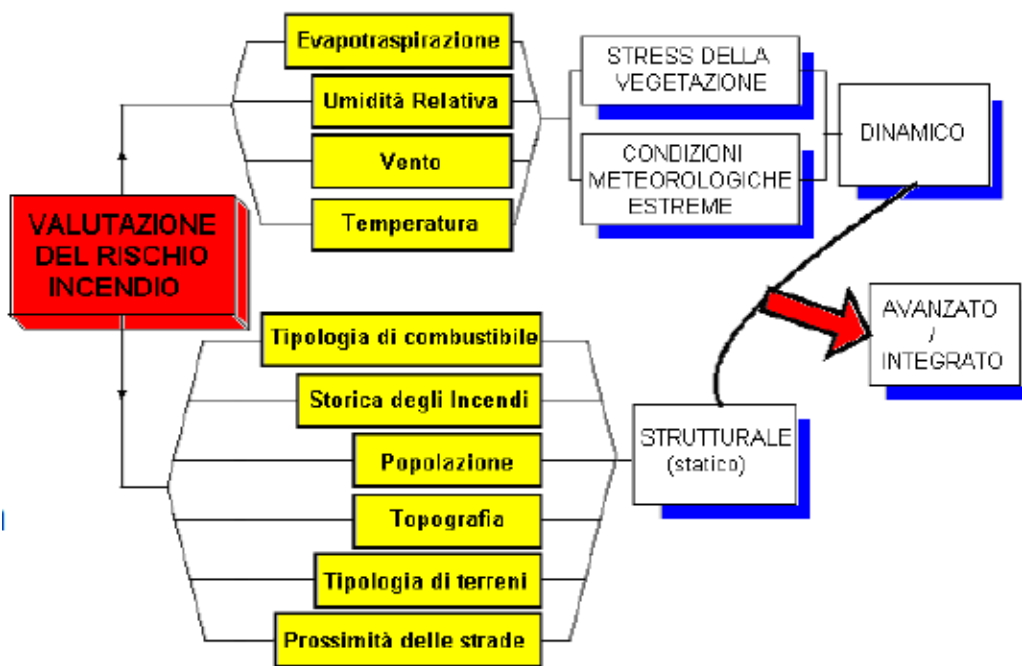 Evapotraspirazione
Umidità Relativa
Vento
Temperatura
STRESS DELLA
VEGETAZIONE
CONDIZIONI
METEOROLOGICHE
ESTREME
DINAMICO
VALUTAZIONE
DEL RISCHIO
INCENDIO
AVANZATO
/
INTEGRATO
Tipologia di combustibile
Storica degli Incendi
Popolazione
Topografia
Tipologia di terreni
Prossimità delle strade
STRUTTURALE
(statico)